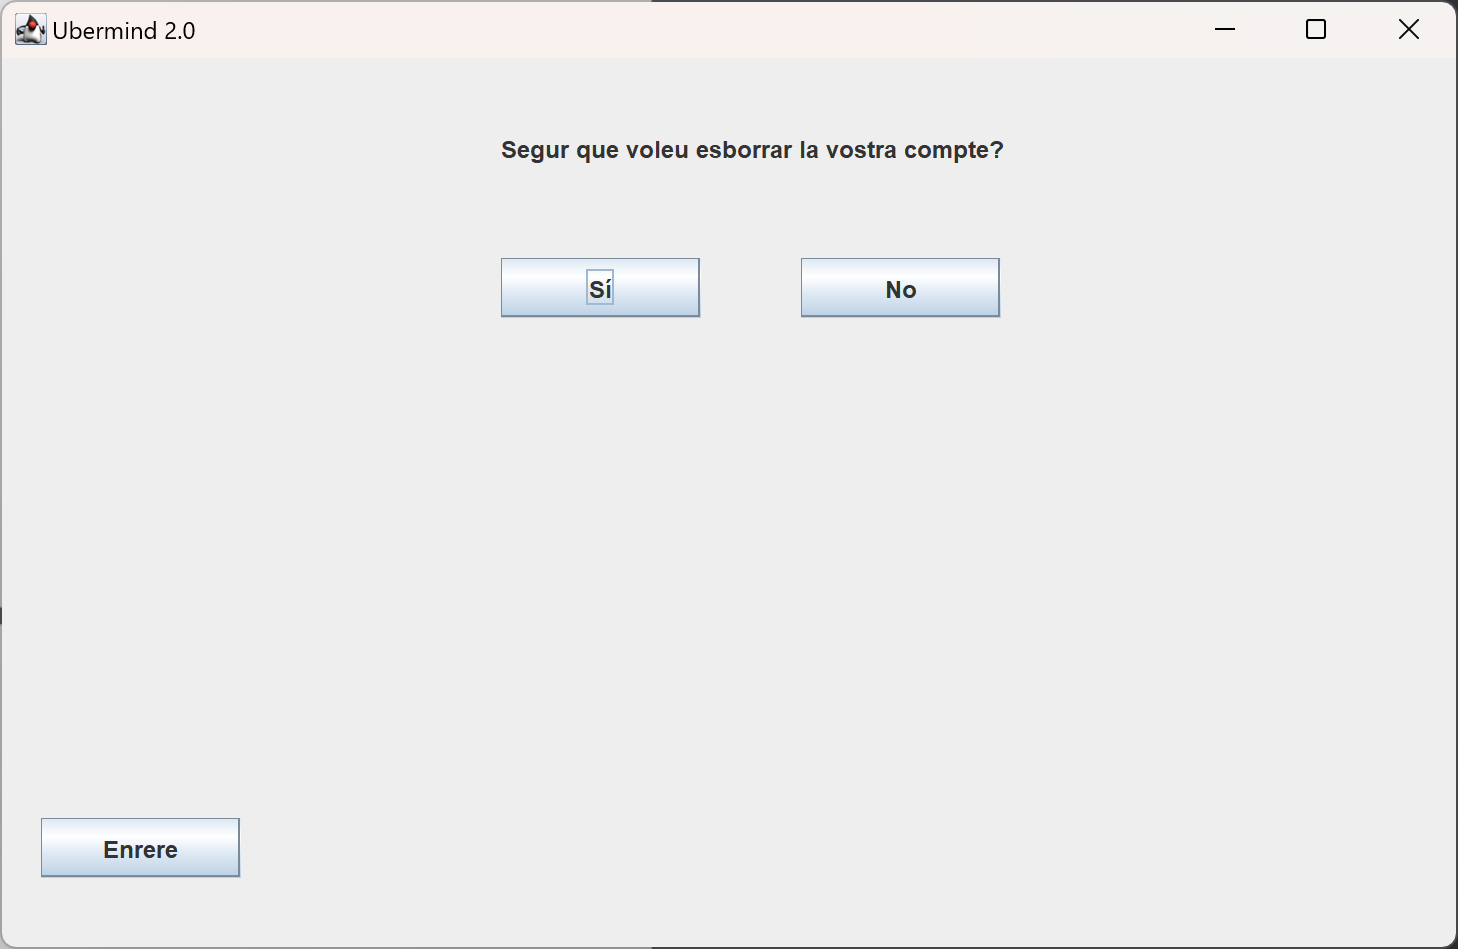 Ubermind 2.0
Segur que voleu esborrar la vostra compte?
Sí
No
Enrere